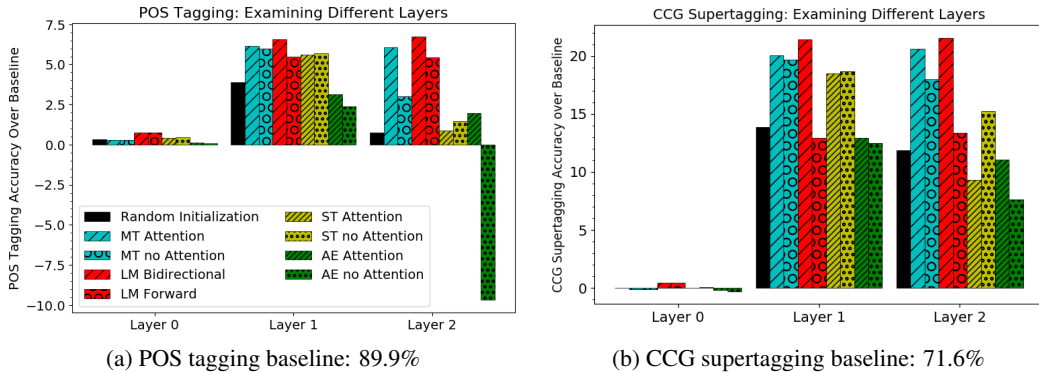 POS Tagging: Examining Different Layers
POS Tagging Accuracy Over Baseline
7.5
5.0
2.5
0.0
−2.5
−5.0
−7.5
−10.0
Random Initialization
MT Attention
MT no Attention
LM Bidirectional
LM Forward
ST Attention
ST no Attention
AE Attention
AE no Attention
Layer 0 Layer 1 Layer 2
(a) POS tagging baseline: 89.9%
CCG Supertagging: Examining Different Layers
CCG Supertagging Accuracy over Baseline
20
15
10
5
0
Layer 0 Layer 1 Layer 2
(b) CCG supertagging baseline: 71.6%